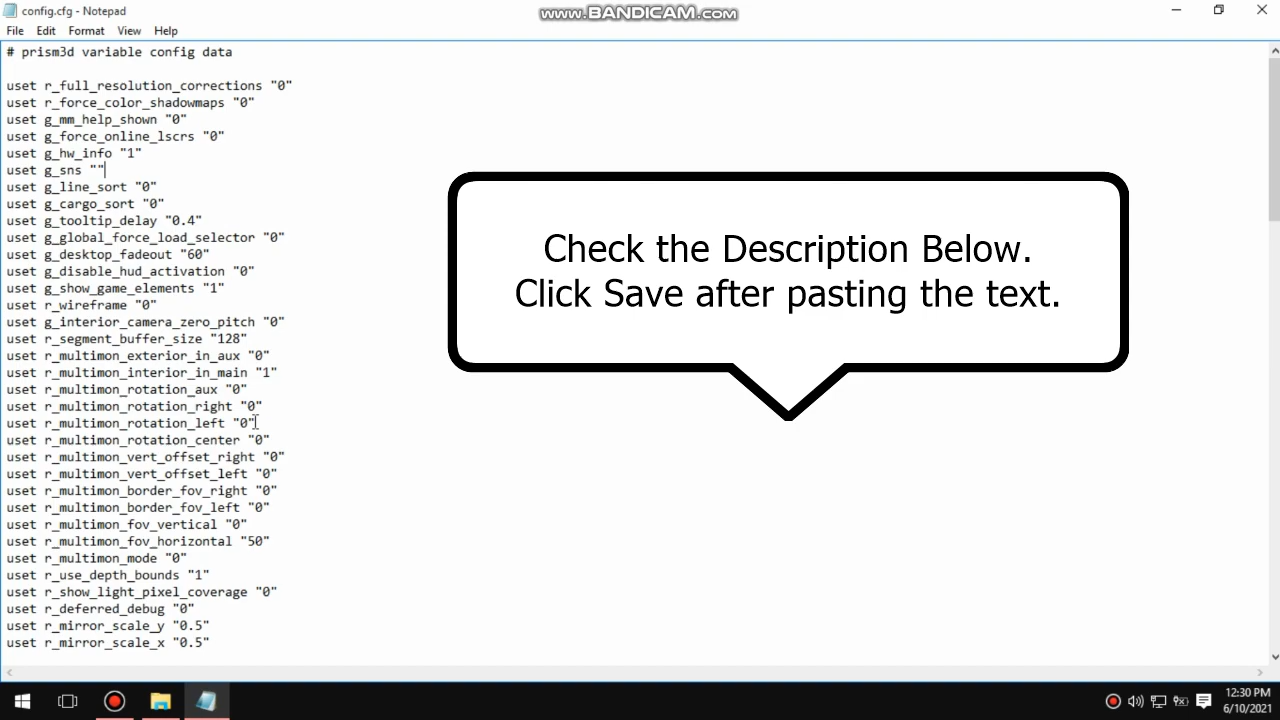 config.cfg - Notepad
www.BANDICAM.com
File Edit Format View Help
# prism3d variable config data
uset r_full_resolution_corrections "0"
uset r_force_color_shadowmaps "0"
uset g_mm_help_shown "0"
uset g_force_online_lscrs "0"
uset g_hw_info "1"
uset g_sns ""
uset g_line_sort "0"
uset g_cargo_sort "0"
uset g_tooltip_delay "0.4"
uset g_global_force_load_selector "0"
uset g_desktop_fadeout "60"
uset g_disable_hud_activation "0"
uset g_show_game_elements "1"
uset r_wireframe "0"
uset g_interior_camera_zero_pitch "0"
uset r_segment_buffer_size "128"
uset r_multimon_exterior_in_aux "0"
uset r_multimon_interior_in_main "1"
uset r_multimon_rotation_aux "0"
uset r_multimon_rotation_right "0"
uset r_multimon_rotation_left "0"
uset r_multimon_rotation_center "0"
uset r_multimon_vert_offset_right "0"
uset r_multimon_vert_offset_left "0"
uset r_multimon_border_fov_right "0"
uset r_multimon_border_fov_left "0"
uset r_multimon_fov_vertical "0"
uset r_multimon_fov_horizontal "50"
uset r_multimon_mode "0"
uset r_use_depth_bounds "1"
uset r_show_light_pixel_coverage "0"
uset r_deferred_debug "0"
uset r_mirror_scale_y "0.5"
uset r_mirror_scale_x "0.5"
Check the Description Below.
Click Save after pasting the text.
12:30 PM
6/10/2021